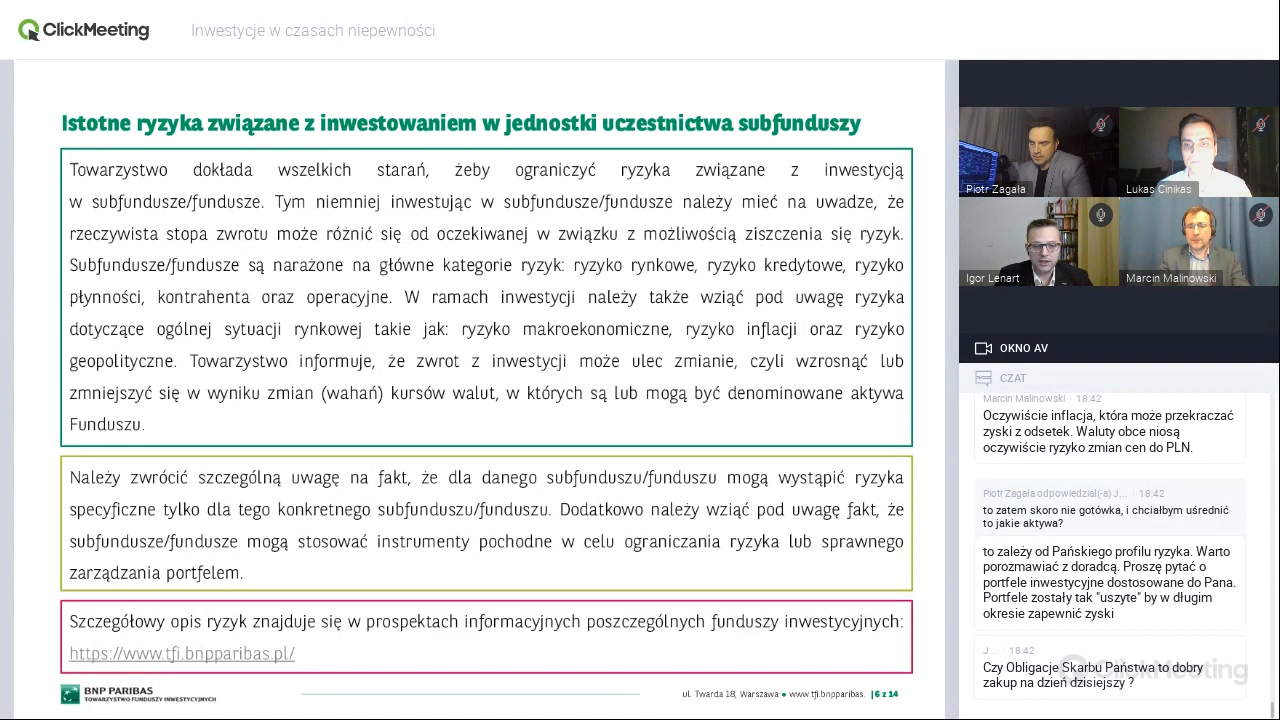 ClickMeeting
Inwestycje w czasach niepewności
Istotne ryzyka związane z inwestowaniem w jednostki uczestnictwa subfunduszy
Towarzystwo dokłada wszelkich starań, żeby ograniczyć ryzyka związane z inwestycją
w subfundusze/fundusze. Tym niemniej inwestując w subfundusze/fundusze należy mieć na uwadze, że
rzeczywista stopa zwrotu może różnic się od oczekiwanej w związku z możliwością ziszczenia się ryzyk.
Subfundusze/fundusze są narażone na główne kategorie ryzyk: ryzyko rynkowe, ryzyko kredytowe, ryzyko
płynności, kontrahenta oraz operacyjne. W ramach inwestycji należy także wziąć pod uwagę ryzyka
dotyczące ogólnej sytuacji rynkowej takie jak: ryzyko makroekonomiczne, ryzyko inflacji oraz ryzyko
geopolityczne. Towarzystwo informuje, że zwrot z inwestycji może ulec zmianie, czyli wzrosnąć lub
zmniejszyć się w wyniku zmian (wahań) kursów walut, w których są lub mogą być denominowane aktywa
Funduszu.
Należy zwrócić szczególną uwagę na fakt, że dla danego subfunduszu/funduszu mogą wystąpić ryzyka
specyficzne tylko dla tego konkretnego subfunduszu/funduszu. Dodatkowo należy wziąć pod uwagę fakt, że
subfundusze/fundusze mogą stosować instrumenty pochodne w celu ograniczania ryzyka lub sprawnego
zarządzania portfelem.
Szczegółowy opis ryzyk znajduje się w prospektach informacyjnych poszczególnych funduszy inwestycyjnych:
https://www.tfi.bnpparibas.pl/
BNP PARIBAS
TOWARZYSTWO FUNDUSZY INWESTYCYJNYCH
ul. Twarda 18, Warszawa • www.tfi.bnpparibas. | 6 z 14
Piotr Zagała
Lukas Cinikas
Igor Lenart
Marcin Malinowski
OKNO AV
CZAT
Marcin Malinowski 18:42
Oczywiście inflacja, która może przekraczać
zyski z odsetek. Waluty obce niosą
oczywiście ryzyko zmian cen do PLN.
Piotr Zagała odpowiedział(-a) J... 18:42
to zatem skoro nie gotówka, i chciałbym uśrednić
to jakie aktywa?
to zależy od Pańskiego profilu ryzyka. Warto
porozmawiać z doradcą. Proszę pytać o
portfele inwestycyjne dostosowane do Pana.
Portfele zostały tak "uszyte" by w długim
okresie zapewnić zyski
J... 18:42
Czy Obligacje Skarbu Państwa to dobry
zakup na dzień dzisiejszy ?
ClickMeeting